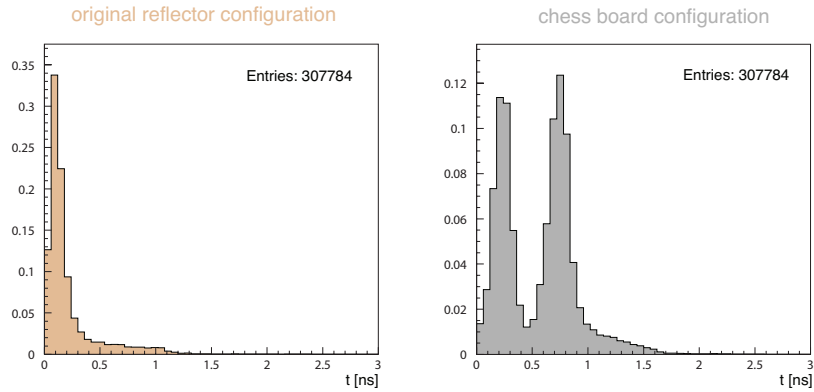 original reflector configuration
Entries: 307784
0.35
0.3
0.25
0.2
0.15
0.1
0.05
0
0 0.5 1 1.5 2 2.5 3
t [ns]
chess board configuration
Entries: 307784
0.12
0.1
0.08
0.06
0.04
0.02
0
0 0.5 1 1.5 2 2.5 3
t [ns]